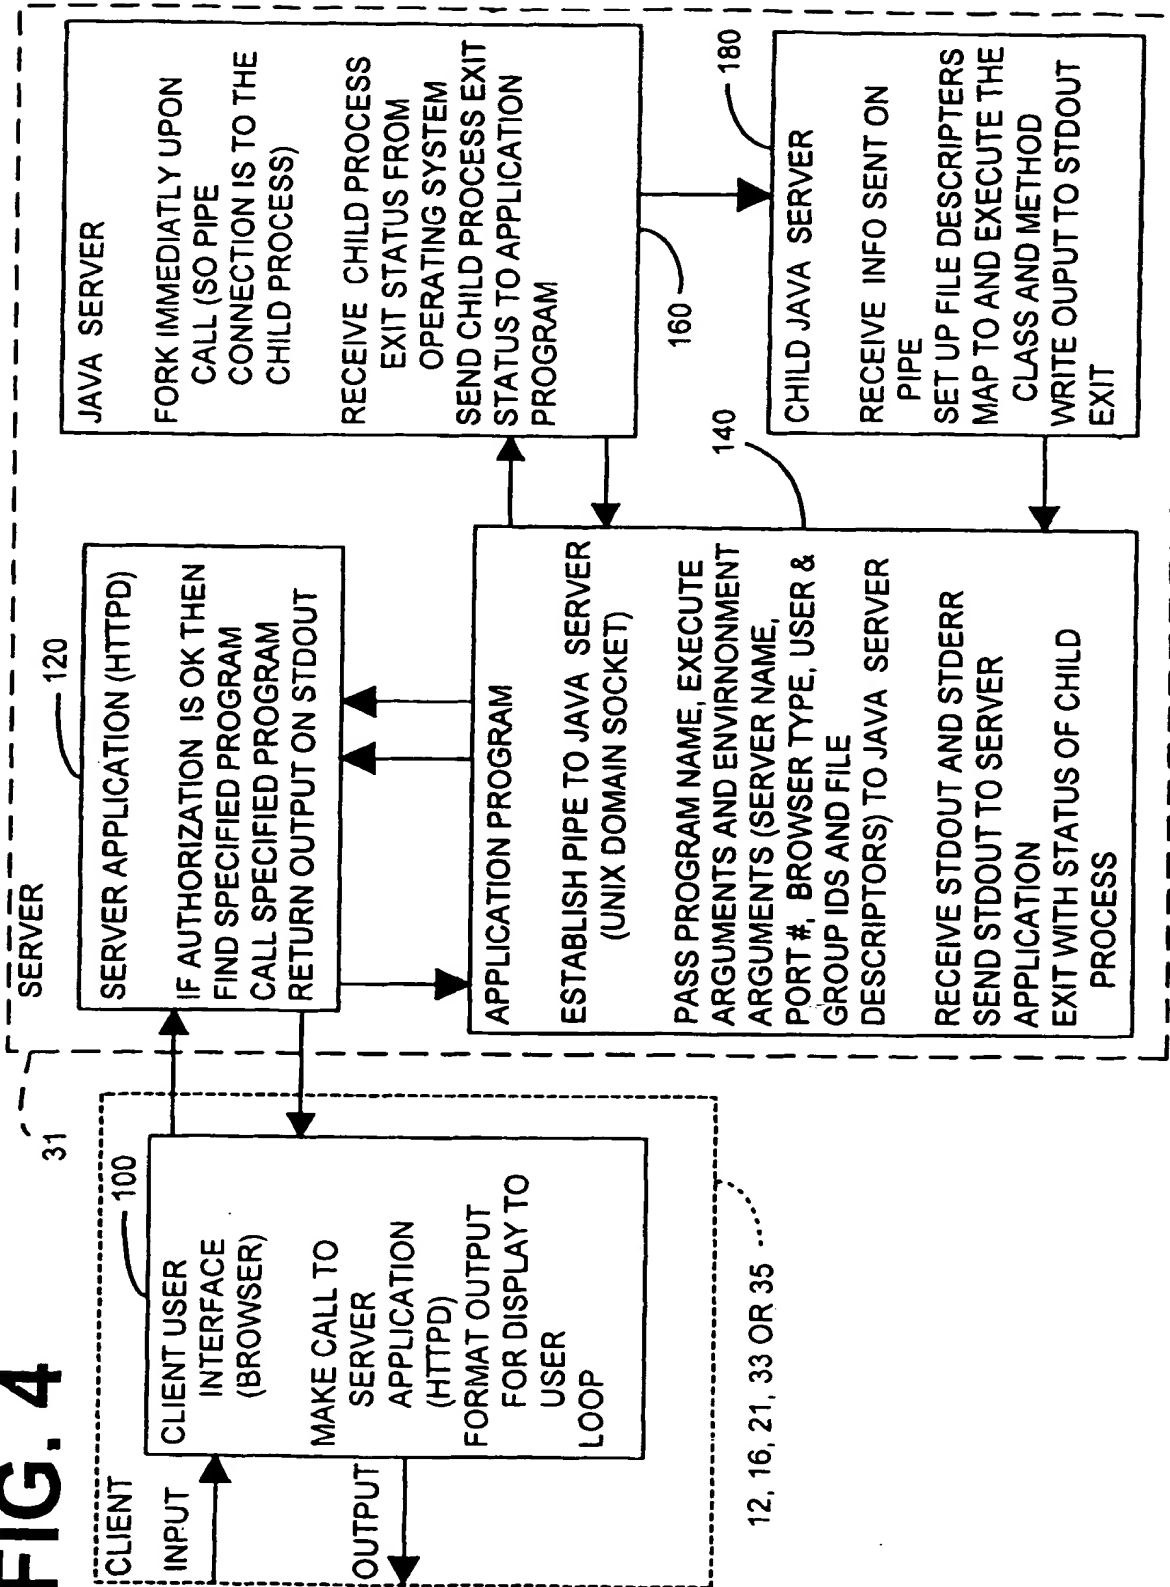 FIG. 4
CLIENT
INPUT
OUTPUT
100
CLIENT USER
INTERFACE
(BROWSER)
MAKE CALL TO
SERVER
APPLICATION
(HTTPD)
FORMAT OUTPUT
FOR DISPLAY TO
USER
LOOP
12, 16, 21, 33 OR 35
31
SERVER
120
SERVER APPLICATION (HTTPD)
IF AUTHORIZATION IS OK THEN
FIND SPECIFIED PROGRAM
CALL SPECIFIED PROGRAM
RETURN OUTPUT ON STDOUT
140
APPLICATION PROGRAM
ESTABLISH PIPE TO JAVA SERVER
(UNIX DOMAIN SOCKET)
PASS PROGRAM NAME, EXECUTE
ARGUMENTS AND ENVIRNONMENT
ARGUMENTS (SERVER NAME,
PORT #, BROWSER TYPE, USER &
GROUP IDS AND FILE
DESCRIPTORS) TO JAVA SERVER
RECEIVE STDOUT AND STDERR
SEND STDOUT TO SERVER
APPLICATION
EXIT WITH STATUS OF CHILD
PROCESS
JAVA SERVER
FORK IMMEDIATLY UPON
CALL (SO PIPE
CONNECTION IS TO THE
CHILD PROCESS)
RECEIVE CHILD PROCESS
EXIT STATUS FROM
OPERATING SYSTEM
SEND CHILD PROCESS EXIT
STATUS TO APPLICATION
PROGRAM
160
180
CHILD JAVA SERVER
RECEIVE INFO SENT ON
PIPE
SET UP FILE DESCRIPTERS
MAP TO AND EXECUTE THE
CLASS AND METHOD
WRITE OUPUT TO STDOUT
EXIT